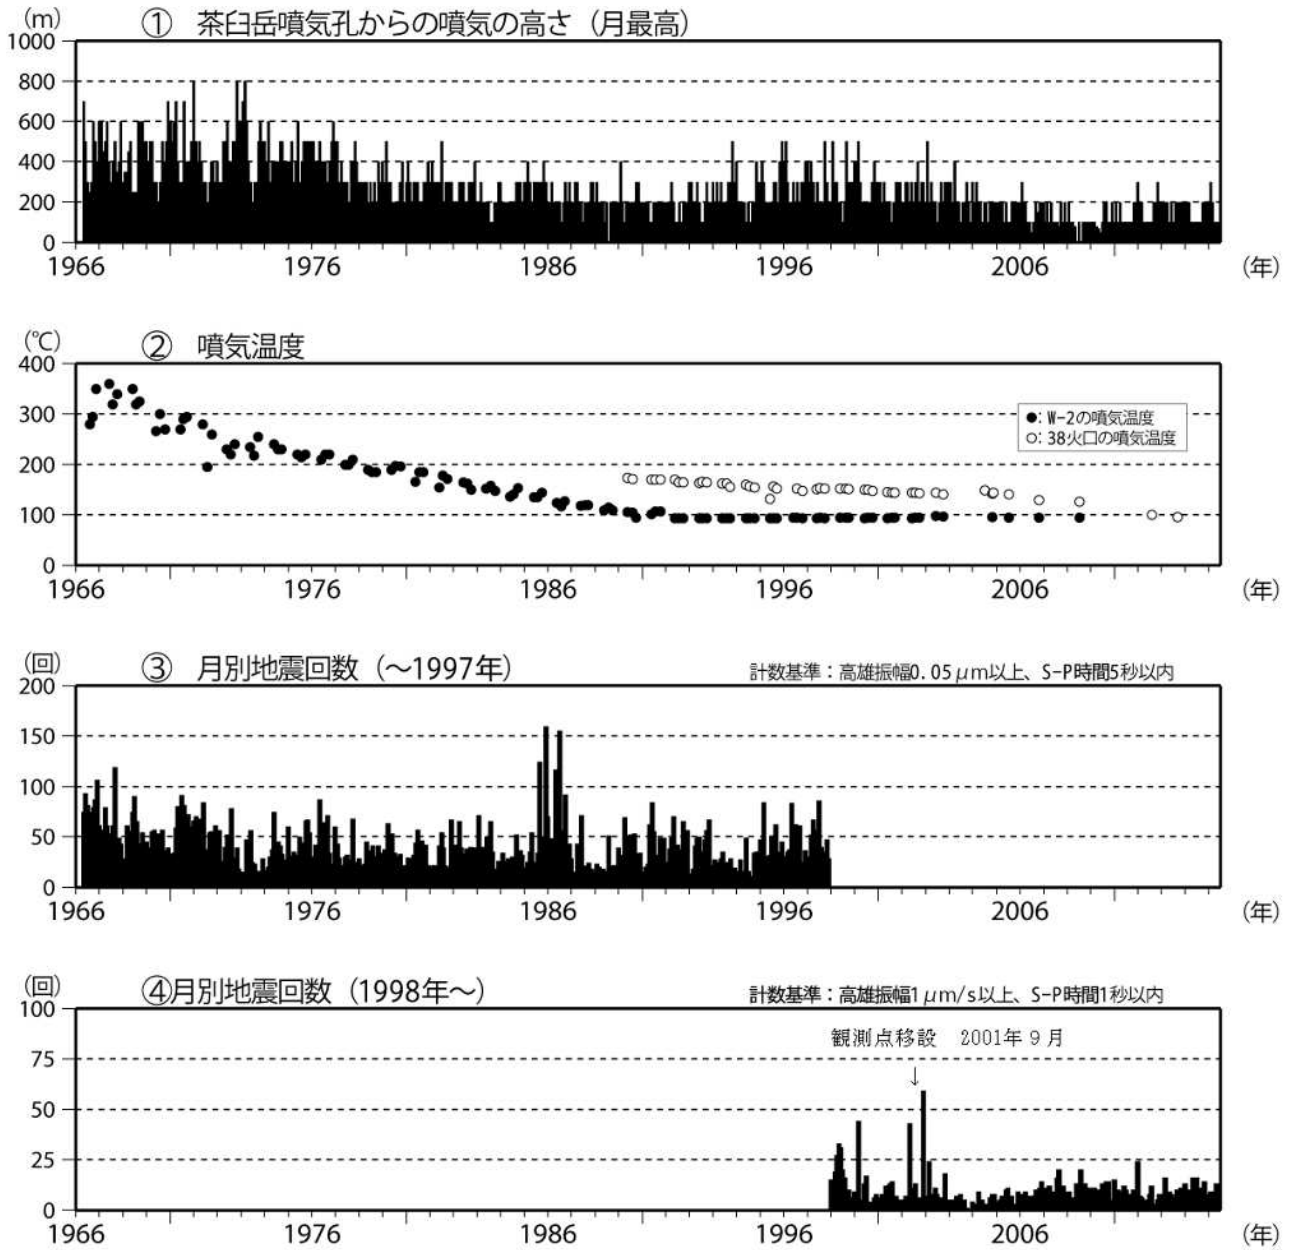 (m)
① 茶臼岳噴気孔からの噴気の高さ（月最高）
1000
800
600
400
200
0
1966 1976 1986 1996 2006 (年)
(℃)
② 噴気温度
400
300
200
100
0
●: W-2の噴気温度
○: 38火口の噴気温度
1966 1976 1986 1996 2006 (年)
(回)
③ 月別地震回数（～1997年）
計数基準：高雄振幅0.05μm以上、S-P時間5秒以内
200
150
100
50
0
1966 1976 1986 1996 2006 (年)
(回)
④月別地震回数（1998年～）
計数基準：高雄振幅1μm/s以上、S-P時間1秒以内
100
観測点移設 2001年9月
↓
75
50
25
0
1966 1976 1986 1996 2006 (年)